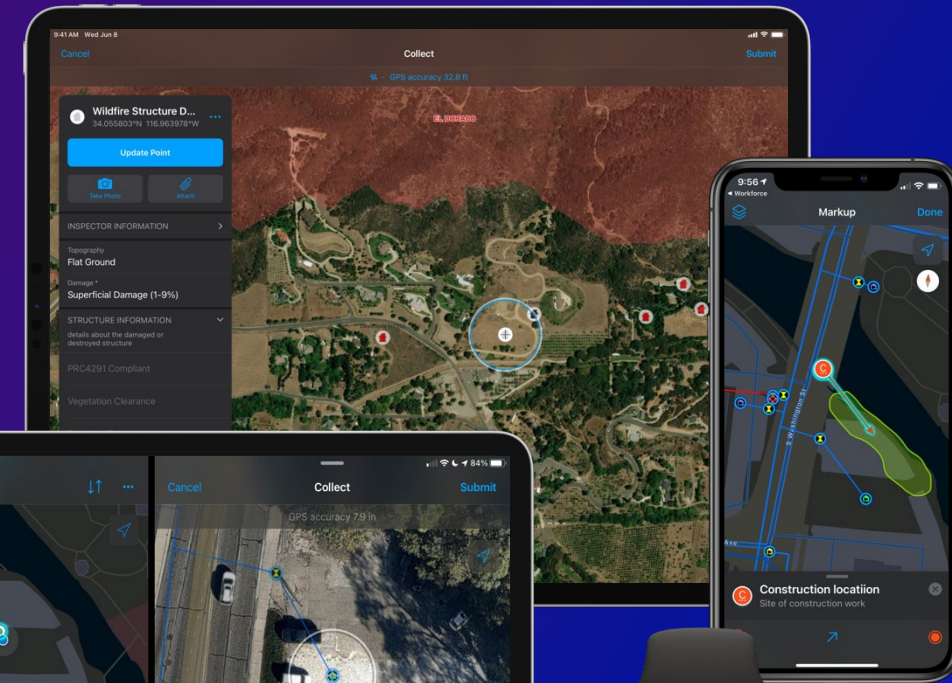 9:41 AM Wed Jun 8
Cancel
Collect
Submit
GPS accuracy 32.8 ft
Wildfire Structure D...
34.055803°N 116.963978°W
Update Point
Take Photo
Attach
INSPECTOR INFORMATION
Topography
Flat Ground
Damage *
Superficial Damage (1-9%)
STRUCTURE INFORMATION
details about the damaged or
destroyed structure
PRC4291 Compliant
Vegetation Clearance
EL DORADO
84%
Cancel
Collect
Submit
GPS accuracy 7.9 in
9:56
Workforce
Markup
Done
C
S Washington St
Ave
C
Construction locatiion
Site of construction work